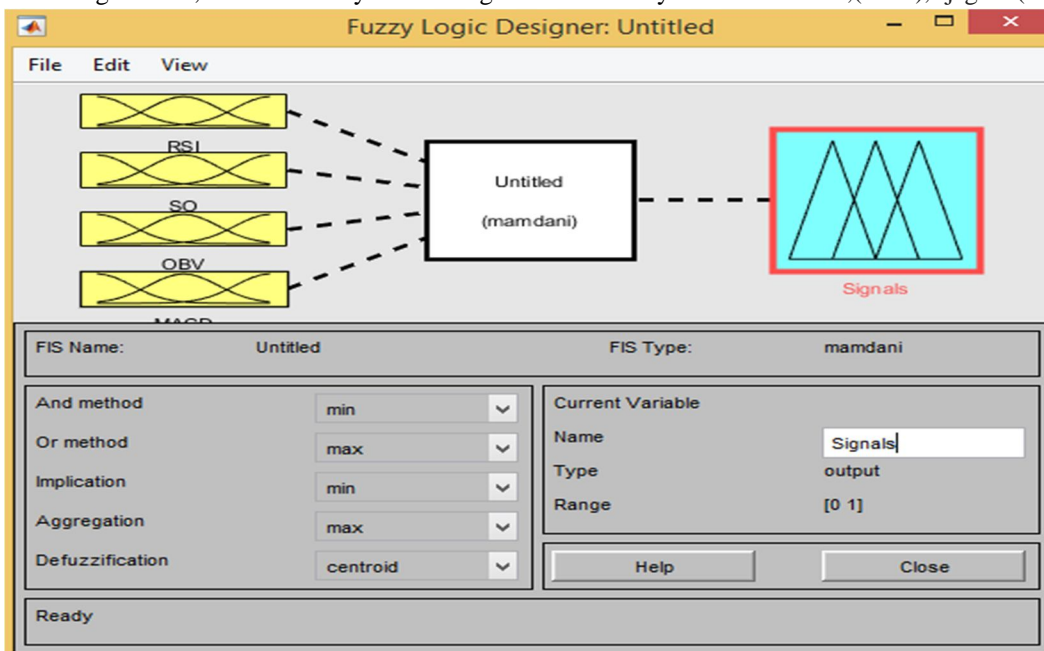 Fuzzy Logic Designer: Untitled
File Edit View
RSI
SO
OBV
MACD
Untitled
(mamdani)
Signals
FIS Name: Untitled FIS Type: mamdani
And method min
Or method max
Implication min
Aggregation max
Defuzzification centroid
Current Variable
Name Signals
Type output
Range [0 1]
Help Close
Ready